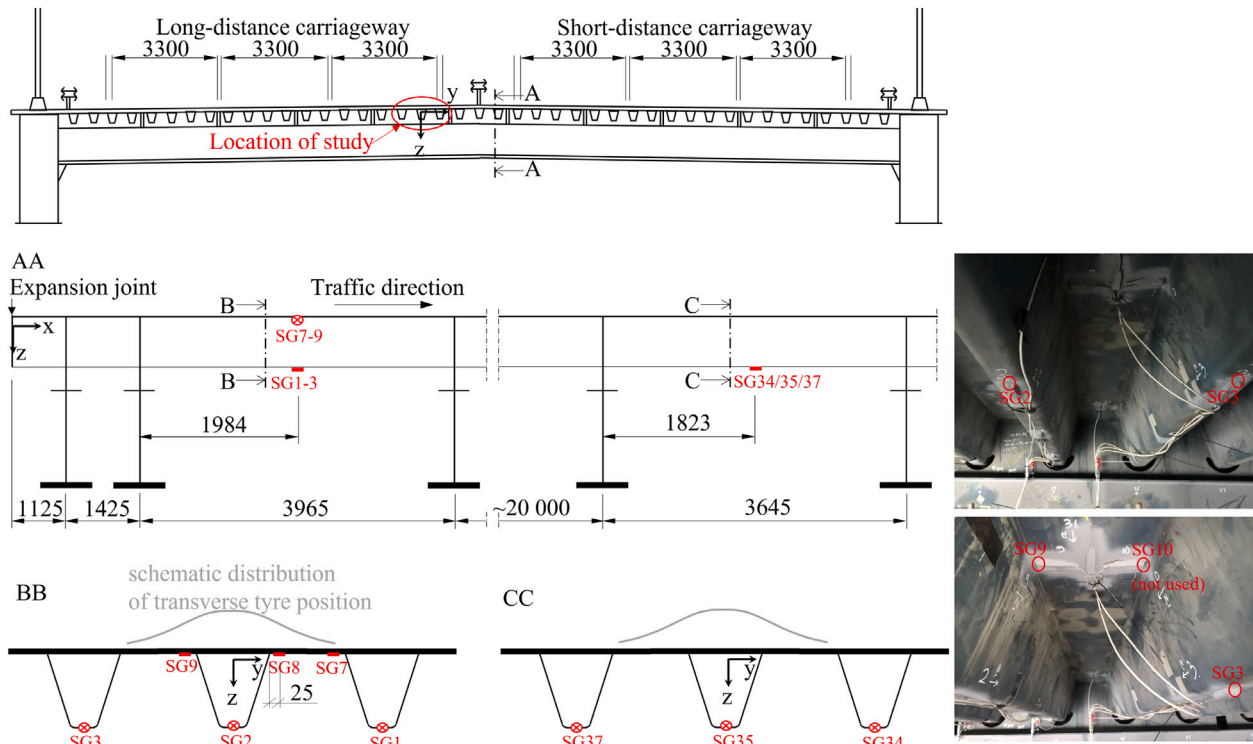 Long-distance carriageway
Short-distance carriageway
3300 3300 3300 3300 3300 3300
A
y
Location of study
z
A
AA
Expansion joint
B
Traffic direction
C
x
SG7-9
z
B
SG1-3
C
SG34/35/37
1984
1823
1125 1425 3965 ~20 000 3645
SG2
SG3
schematic distribution
of transverse tyre position
BB
CC
SG9
SG8
SG7
y
z
25
y
z
SG3
SG2
SG1
SG37
SG35
SG34
SG9
SG10
(not used)
SG3